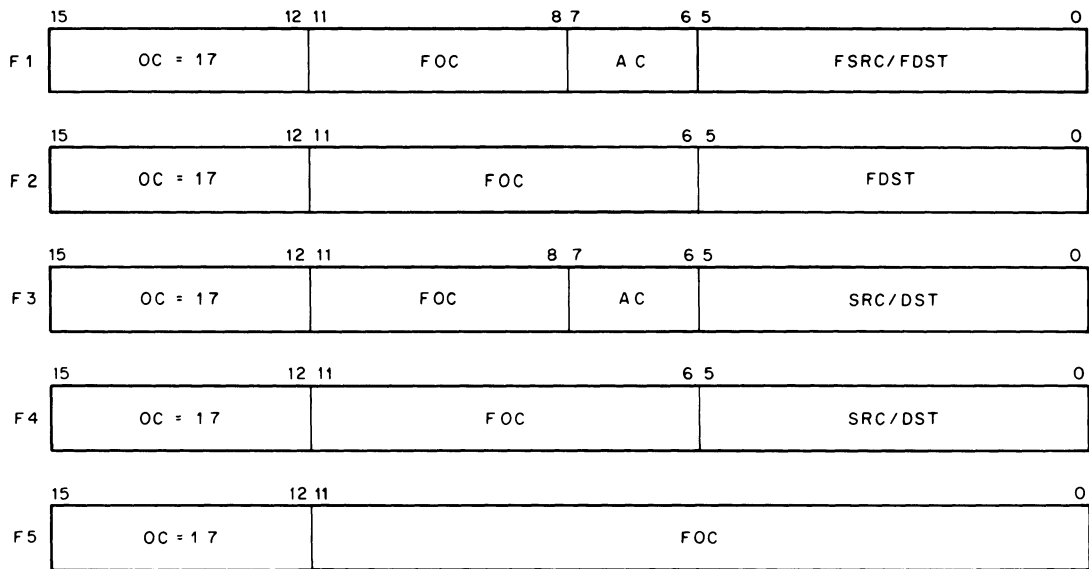 15 12 11 8 7 6 5 0
F1 OC = 17 FOC AC FSRC/FDST
15 12 11 6 5 0
F2 OC = 17 FOC FDST
15 12 11 8 7 6 5 0
F3 OC = 17 FOC AC SRC/DST
15 12 11 6 5 0
F4 OC = 17 FOC SRC/DST
15 12 11 0
F5 OC = 17 FOC